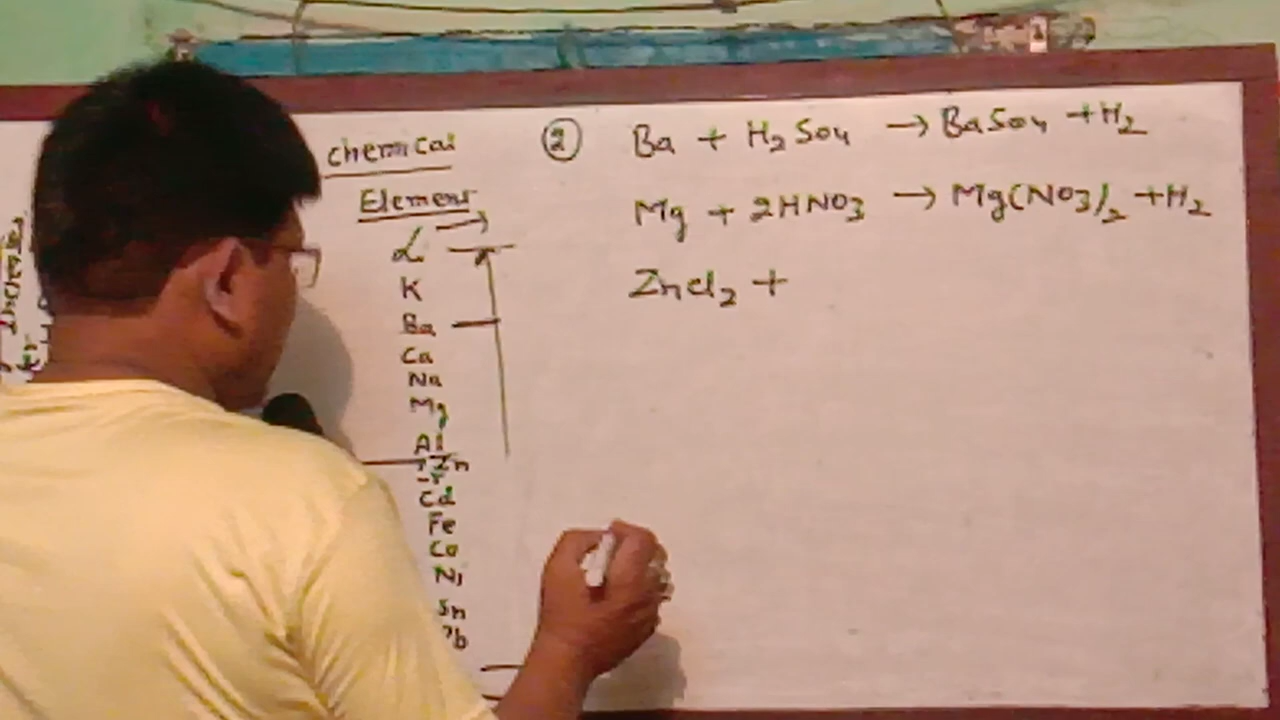 chemical
Element
L →
K
Ba
Ca
Na
Mg
Al
Zn
Cd
Fe
Co
Ni
Sn
② Ba + H2SO4 → BaSO4 + H2
Mg + 2HNO3 → Mg(NO3)2 + H2
ZnCl2 +